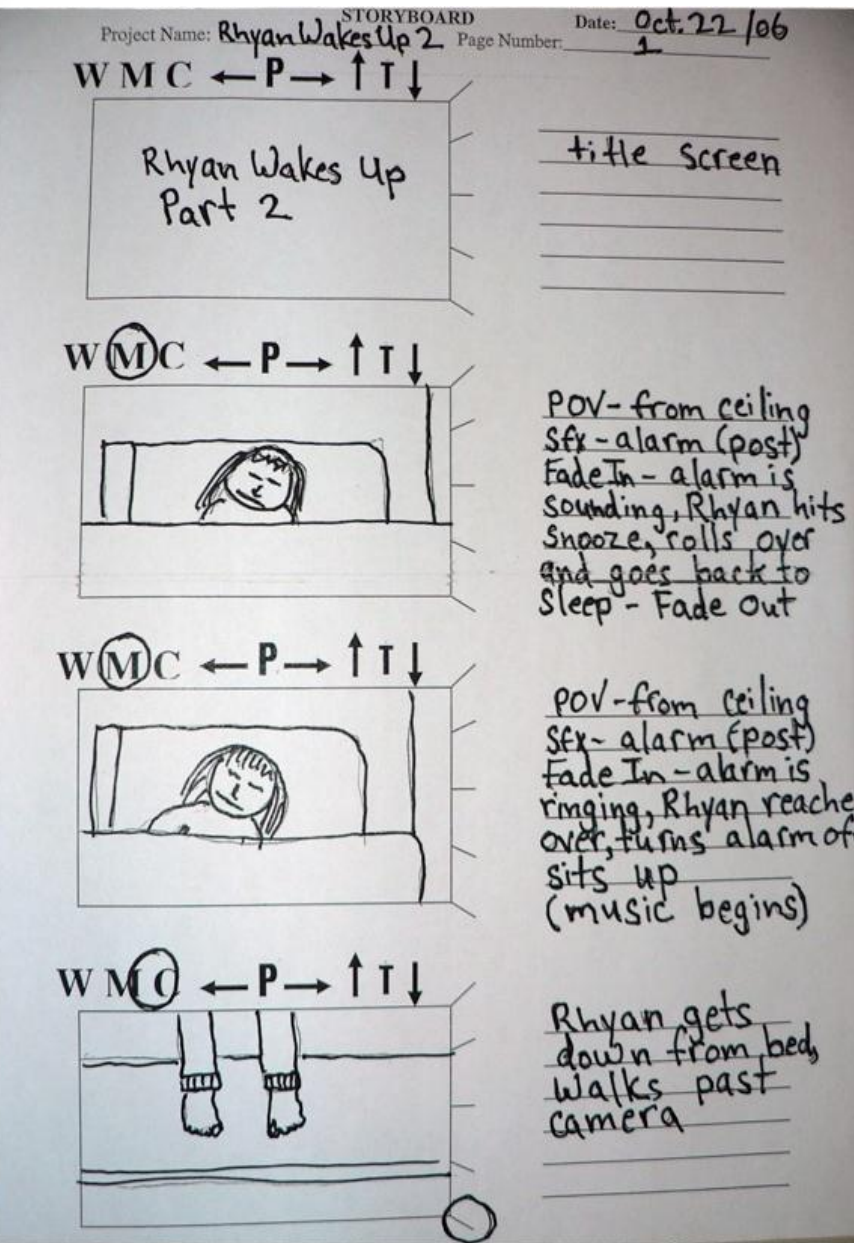 STORYBOARD
Project Name: Rhyan Wakes Up 2 Page Number: 1 Date: Oct. 22/06
W M C ← P → ↑ T ↓
Rhyan Wakes Up
Part 2
title screen
W M C ← P → ↑ T ↓
POV- from ceiling
Sfx - alarm (post)
Fade In - alarm is
sounding, Rhyan hits
Snooze, rolls over
and goes back to
Sleep - Fade Out
W M C ← P → ↑ T ↓
POV - from ceiling
Sfx - alarm (post)
Fade In - alarm is
ringing, Rhyan reache
over, turns alarm of
sits up
(music begins)
W M C ← P → ↑ T ↓
Rhyan gets
down from bed,
walks past
camera